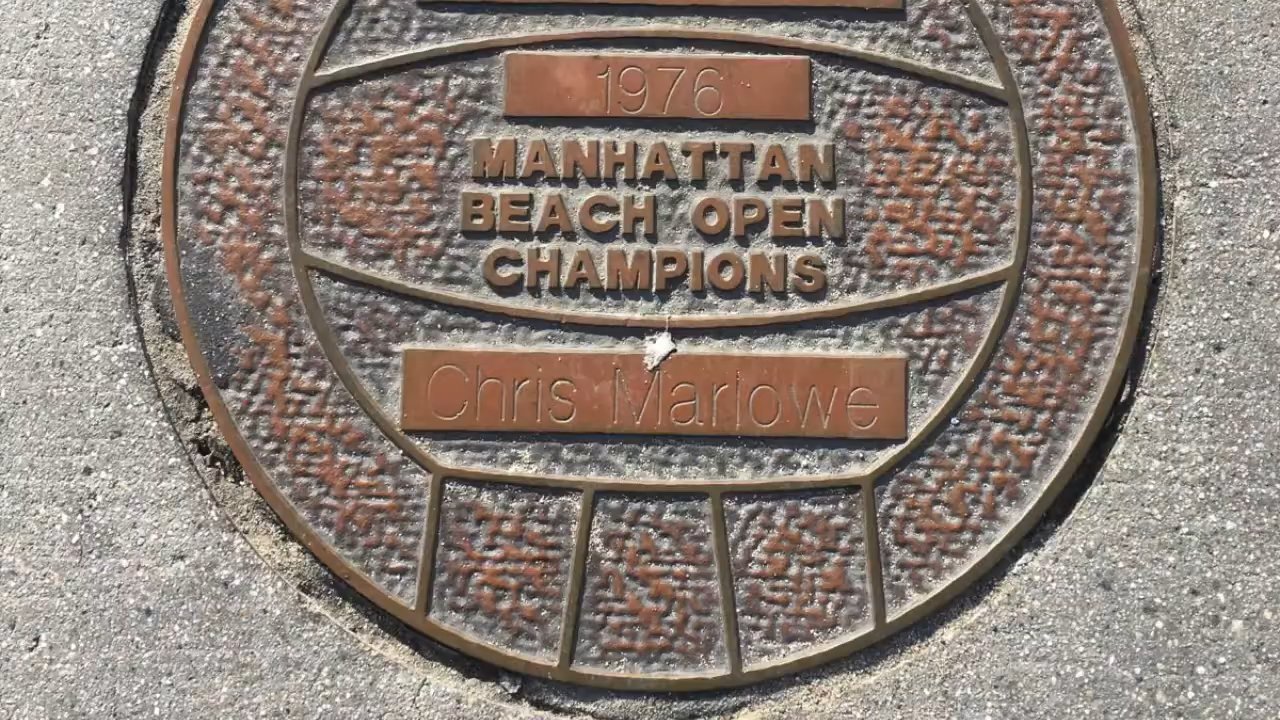 1976
MANHATTAN
BEACH OPEN
CHAMPIONS
Chris Marlowe